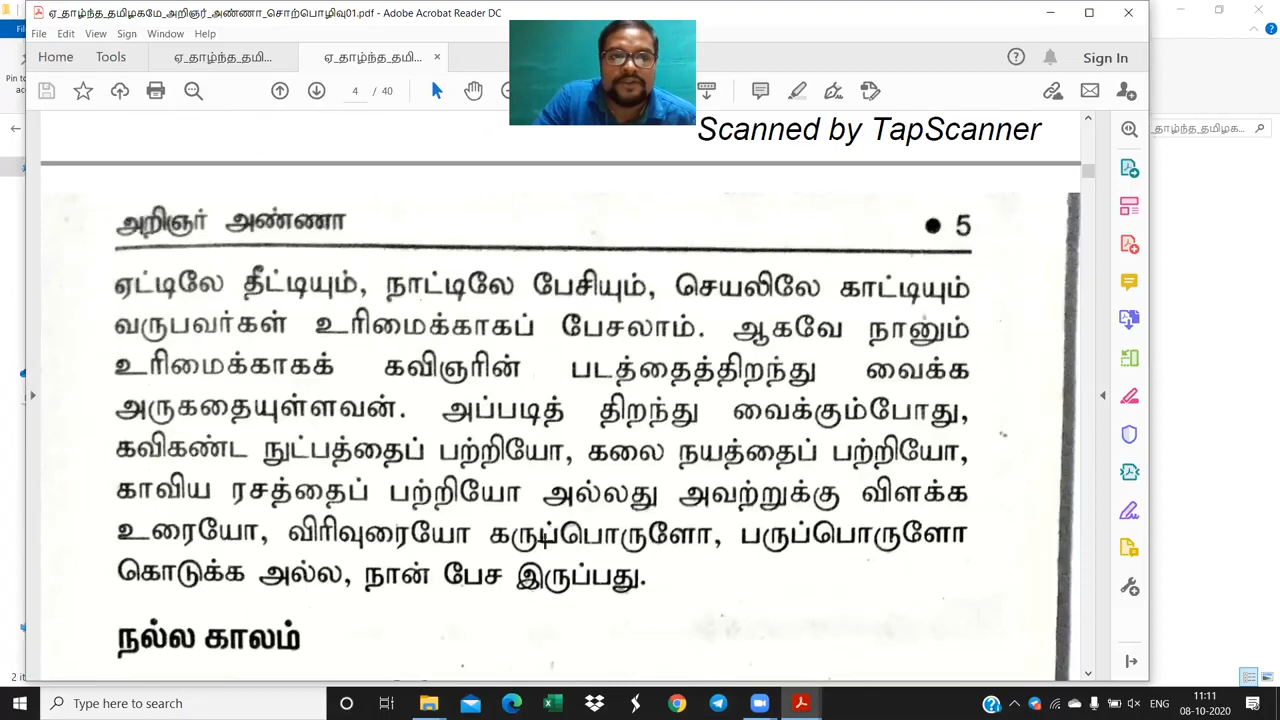 ஏ_தாழ்ந்த_தமிழகமே_அறிஞர்_அண்ணா_சொற்பொழிவு01.pdf - Adobe Acrobat Reader DC
File Edit View Sign Window Help
Home Tools ஏ_தாழ்ந்த_தமி... ஏ_தாழ்ந்த_தமி... × Sign In
4 / 40
Scanned by TapScanner
அறிஞர் அண்ணா ● 5
ஏட்டிலே தீட்டியும், நாட்டிலே பேசியும், செயலிலே காட்டியும்
வருபவர்கள் உரிமைக்காகப் பேசலாம். ஆகவே நானும்
உரிமைக்காகக் கவிஞரின் படத்தைத்திறந்து வைக்க
அருகதையுள்ளவன். அப்படித் திறந்து வைக்கும்போது,
கவிகண்ட நுட்பத்தைப் பற்றியோ, கலை நயத்தைப் பற்றியோ,
காவிய ரசத்தைப் பற்றியோ அல்லது அவற்றுக்கு விளக்க
உரையோ, விரிவுரையோ கருப்பொருளோ, பருப்பொருளோ
கொடுக்க அல்ல, நான் பேச இருப்பது.
நல்ல காலம்
Type here to search
ENG
11:11
08-10-2020